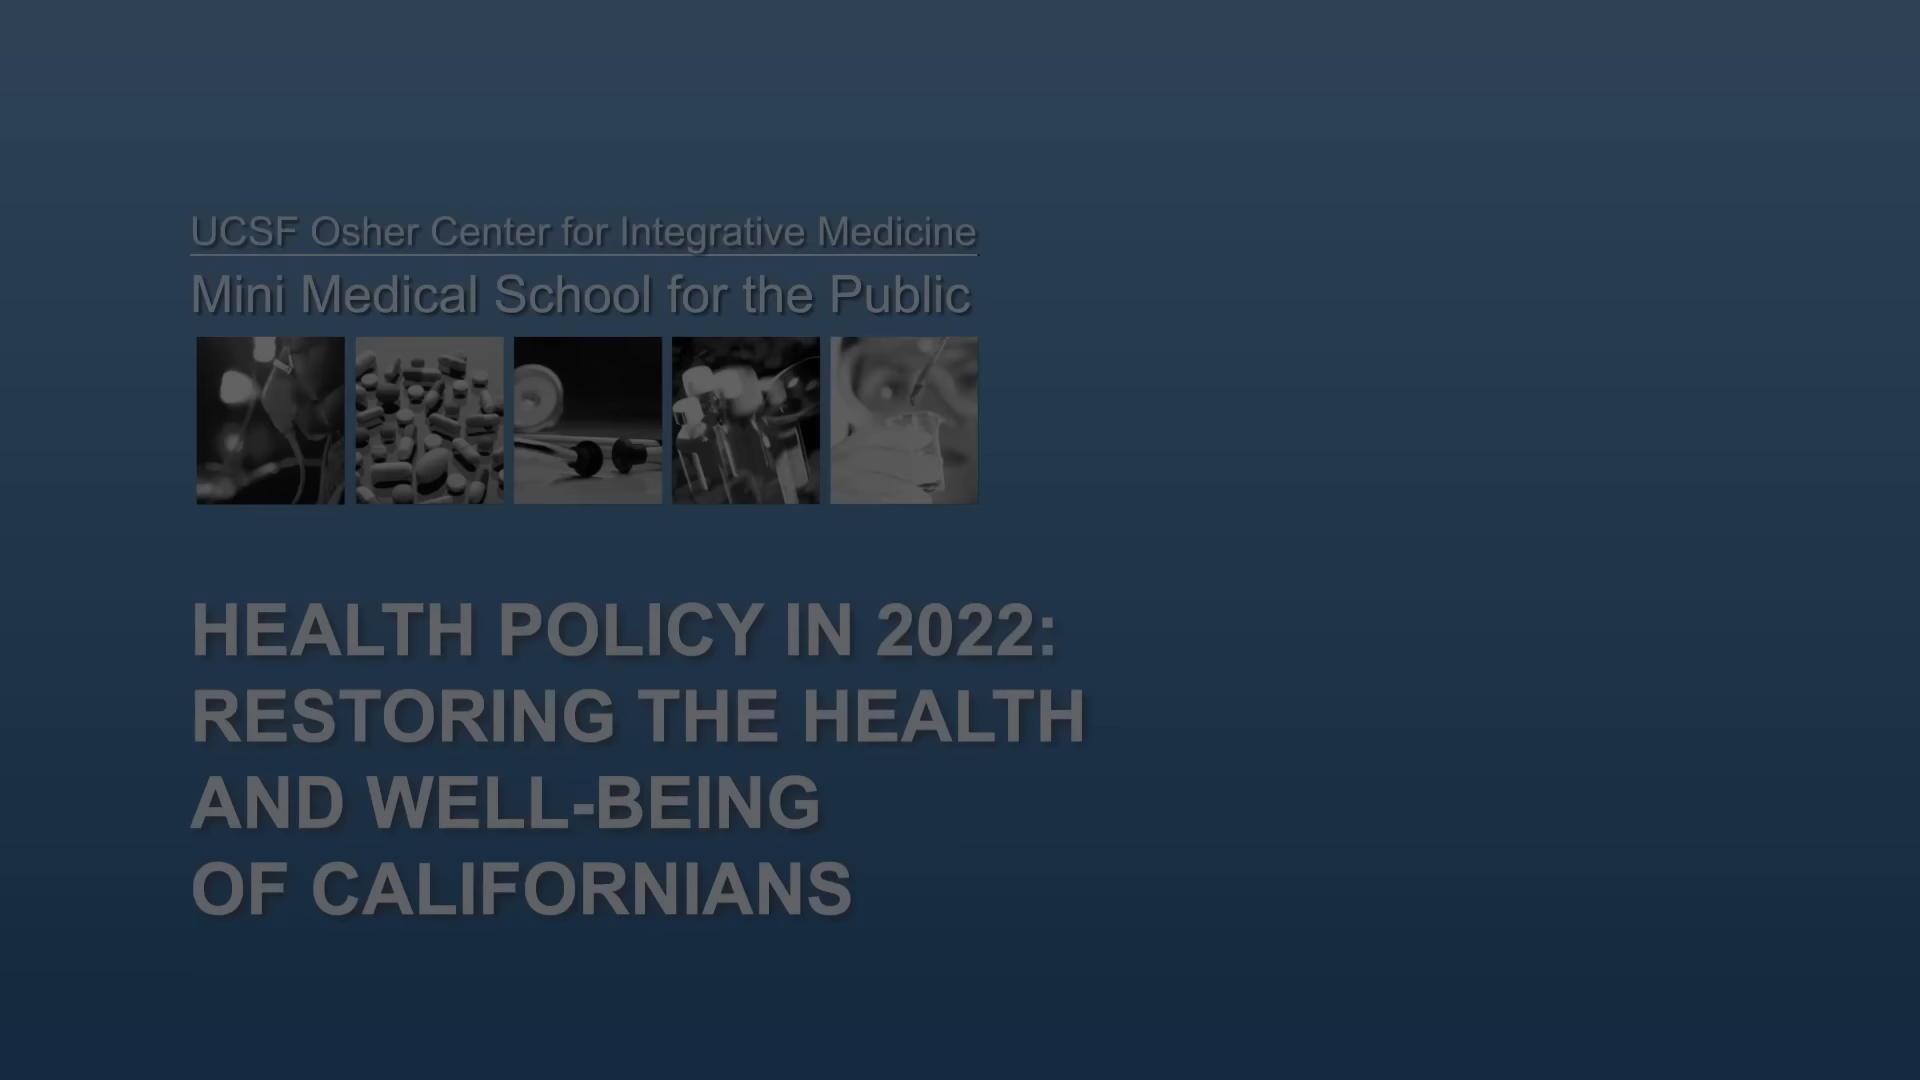 UCSF Osher Center for Integrative Medicine
Mini Medical School for the Public
HEALTH POLICY IN 2022:
RESTORING THE HEALTH
AND WELL-BEING
OF CALIFORNIANS